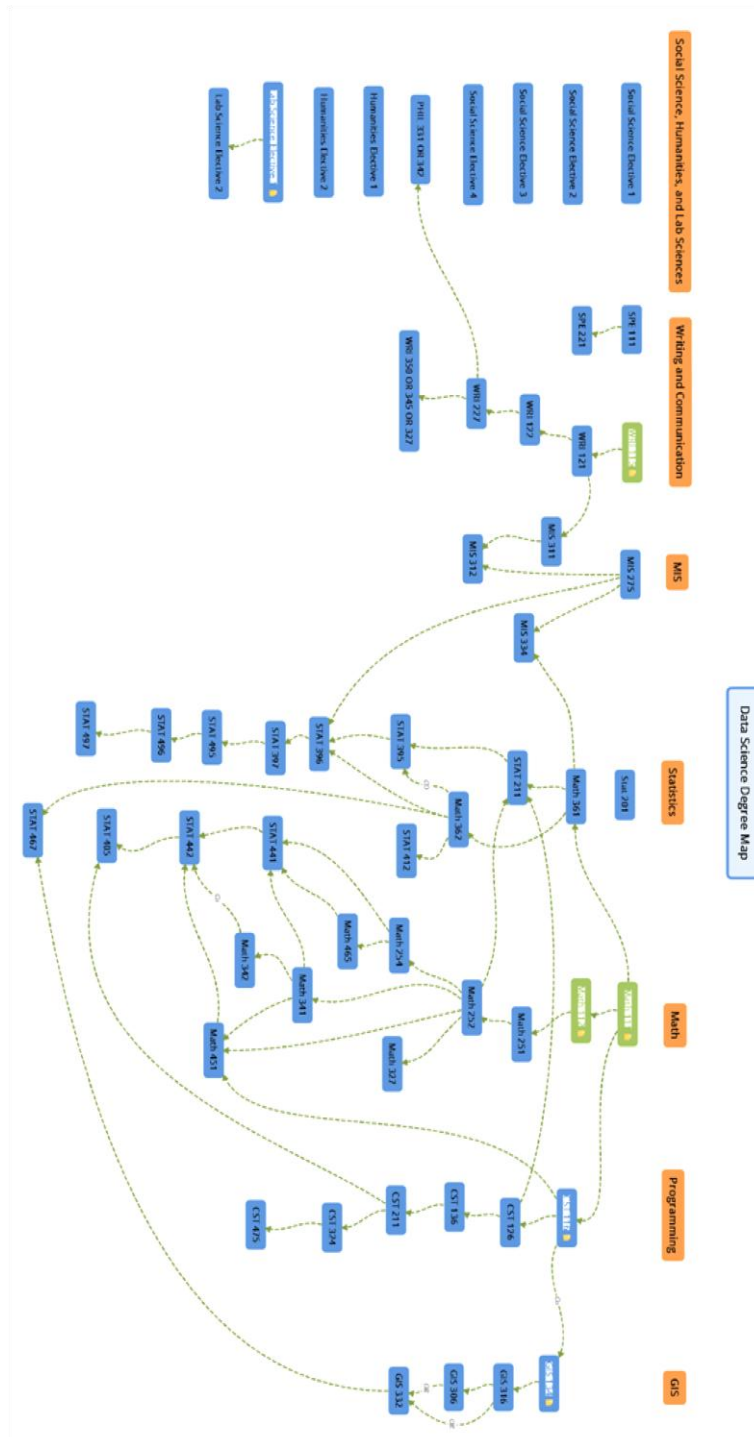 Data Science Degree Map
Social Science, Humanities, and Lab Sciences
Social Science Elective 1
Social Science Elective 2
Social Science Elective 3
Social Science Elective 4
PHIL 331 OR 342
Humanities Elective 1
Humanities Elective 2
Lab Science Elective 2
Writing and Communication
SPE 111
SPE 221
WRI 121
WRI 122
WRI 227
WRI 350 OR 345 OR 327
MIS
MIS 275
MIS 311
MIS 312
MIS 334
Statistics
Stat 201
Math 361
STAT 211
Math 362
STAT 395
STAT 412
STAT 396
STAT 397
STAT 441
STAT 495
STAT 442
STAT 496
STAT 405
STAT 497
STAT 467
Math
Math 251
Math 252
Math 254
Math 327
Math 465
Math 341
Math 342
Math 451
Programming
CST 126
CST 136
CST 211
CST 324
CST 475
GIS
GIS 316
GIS 306
GIS 332